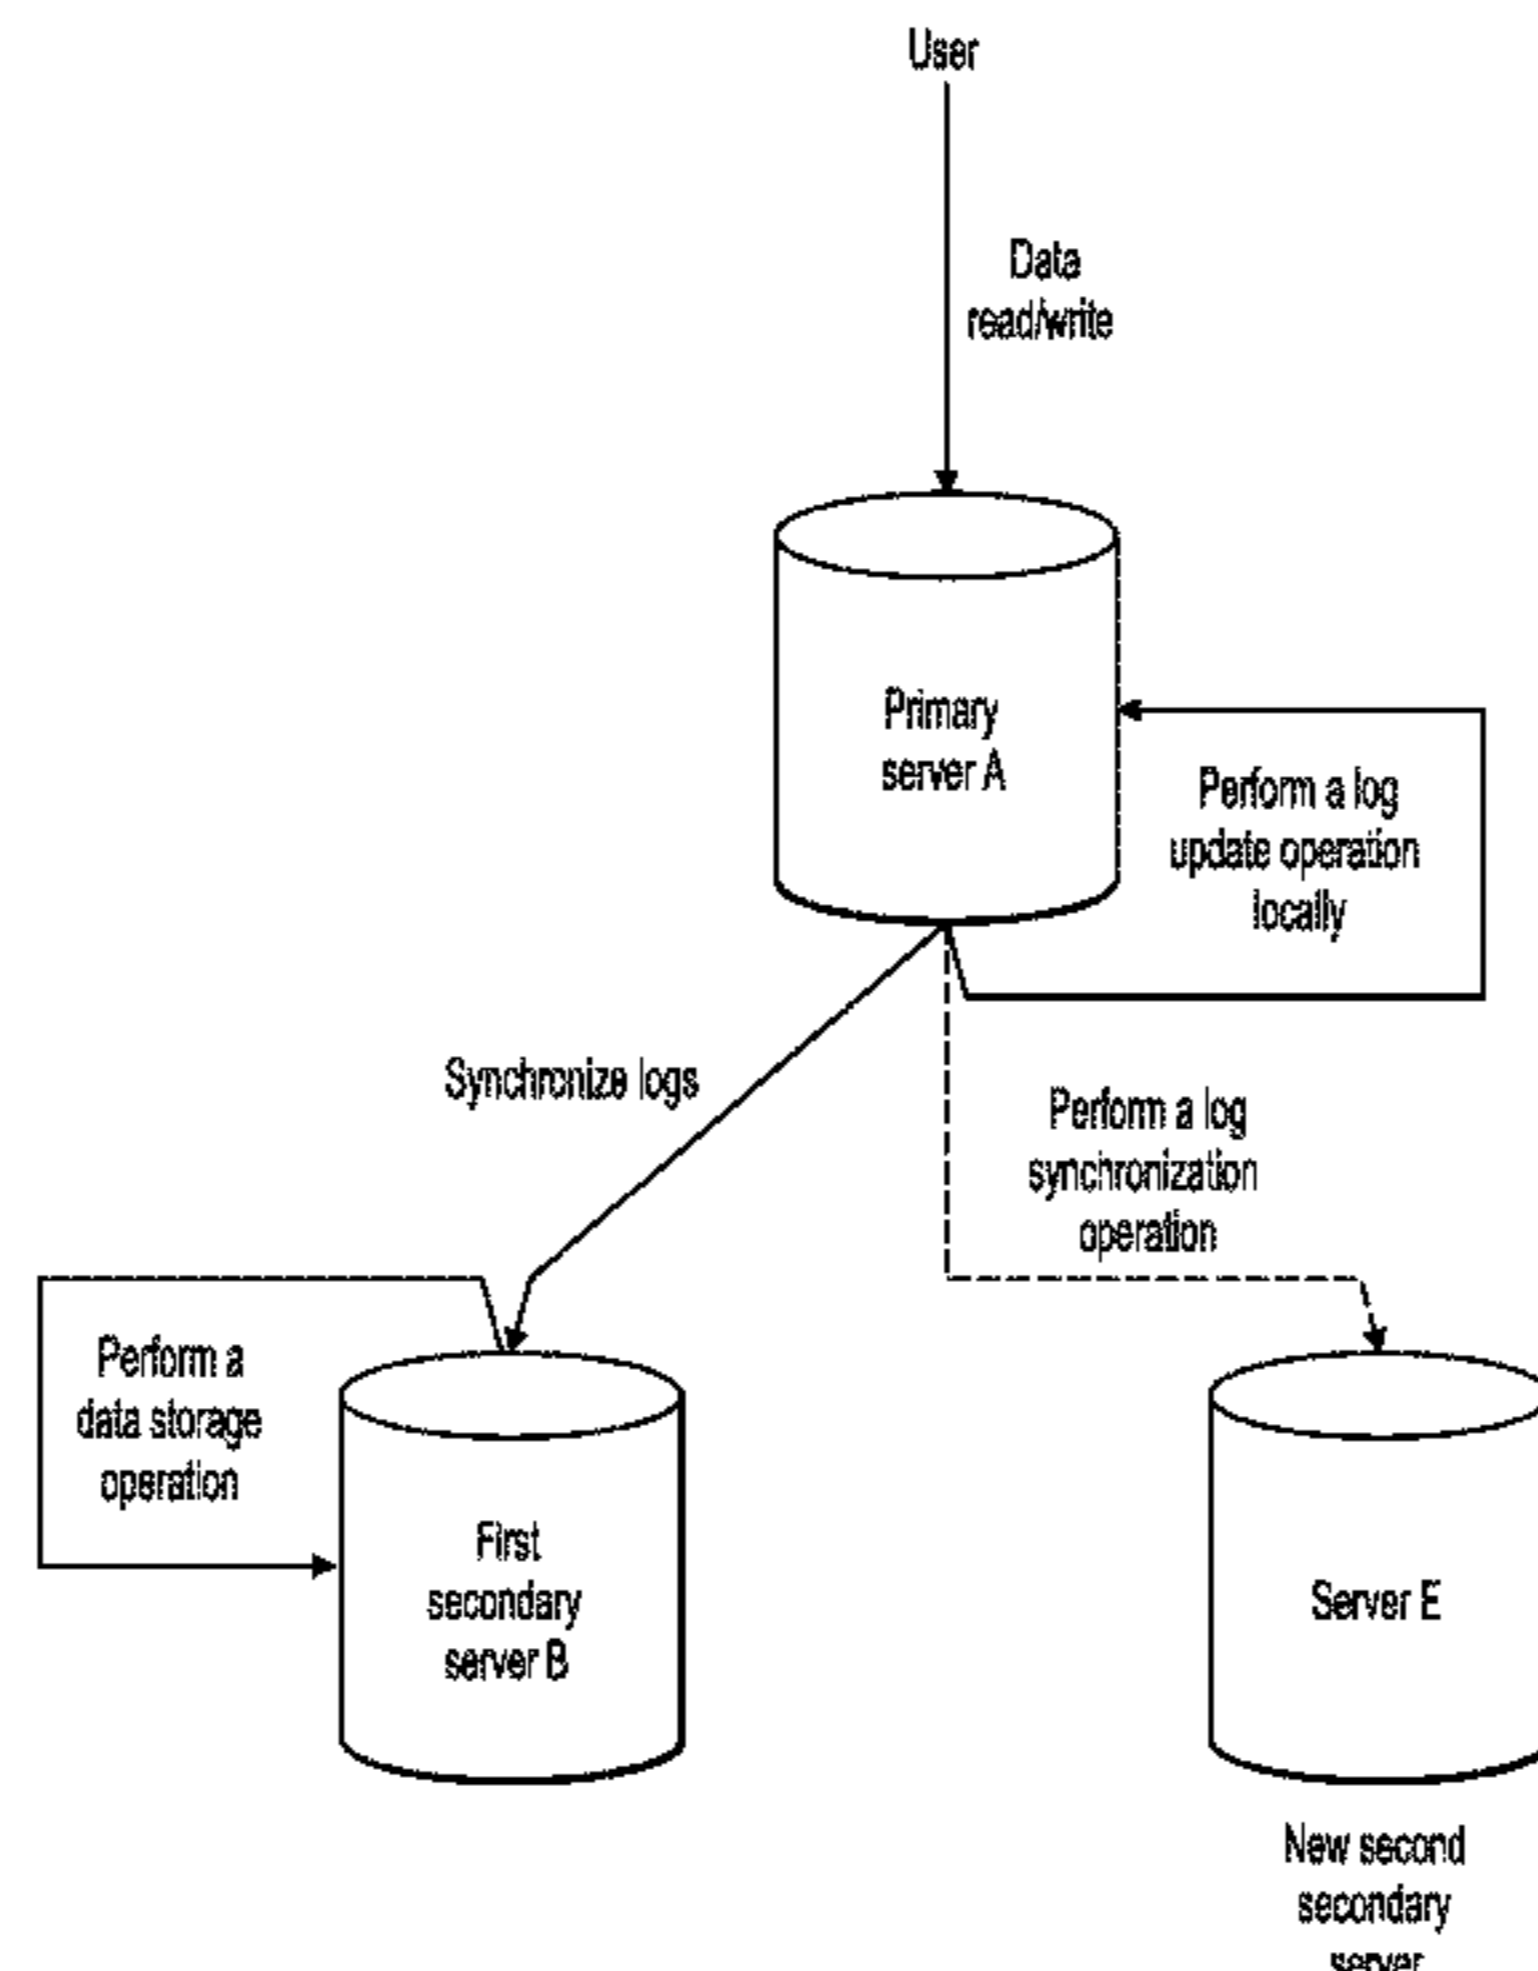 User
Data
read/write
Primary
server A
Perform a log
update operation
locally
Synchronize logs
Perform a log
synchronization
operation
Perform a
data storage
operation
First
secondary
server B
Server E
New second
secondary
server